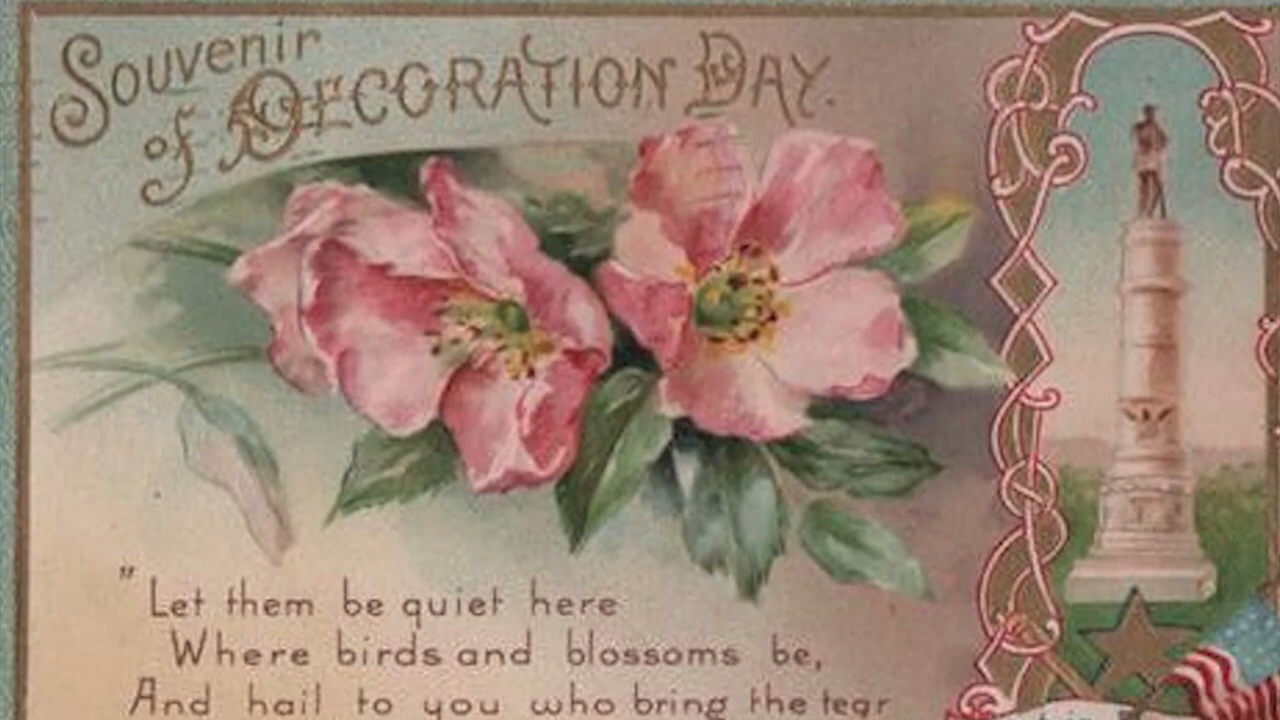 Souvenir
of DECORATION DAY.
" Let them be quiet here
Where birds and blossoms be,
And hail to you who bring the tear